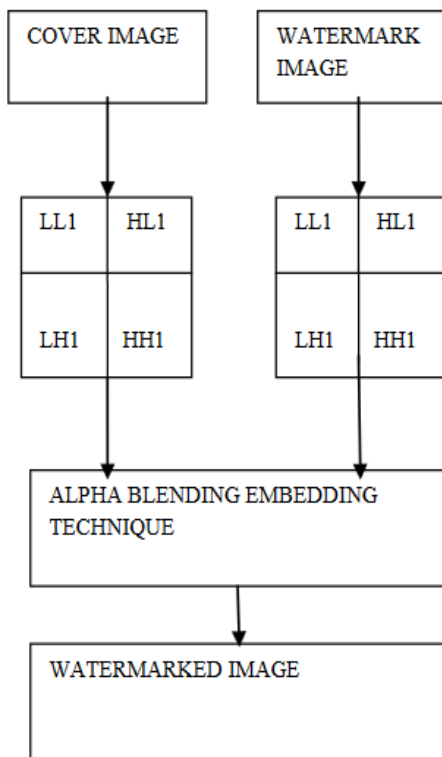 COVER IMAGE
WATERMARK
IMAGE
LL1 HL1
LH1 HH1
LL1 HL1
LH1 HH1
ALPHA BLENDING EMBEDDING
TECHNIQUE
WATERMARKED IMAGE